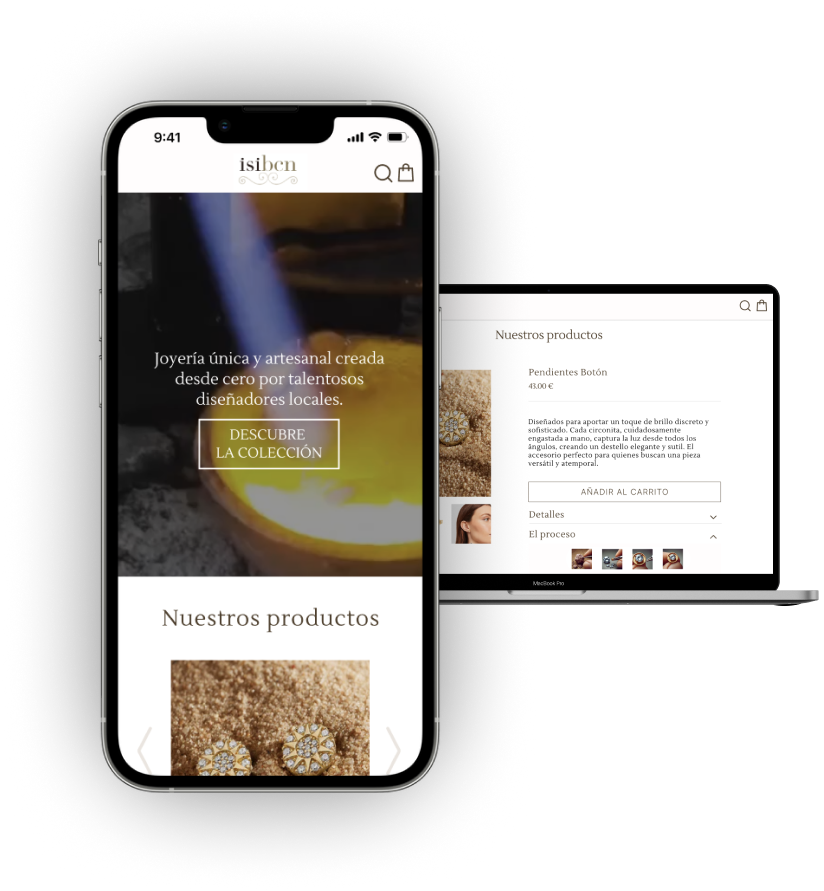 9:41
isibcn
Joyería única y artesanal creada
desde cero por talentosos
diseñadores locales.
DESCUBRE
LA COLECCIÓN
Nuestros productos
Nuestros productos
Pendientes Botón
43.00 €
Diseñados para aportar un toque de brillo discreto y
sofisticado. Cada circonita, cuidadosamente
engastada a mano, captura la luz desde todos los
ángulos, creando un destello elegante y sutil. El
accesorio perfecto para quienes buscan una pieza
versátil y atemporal.
AÑADIR AL CARRITO
Detalles
El proceso
MacBook Pro